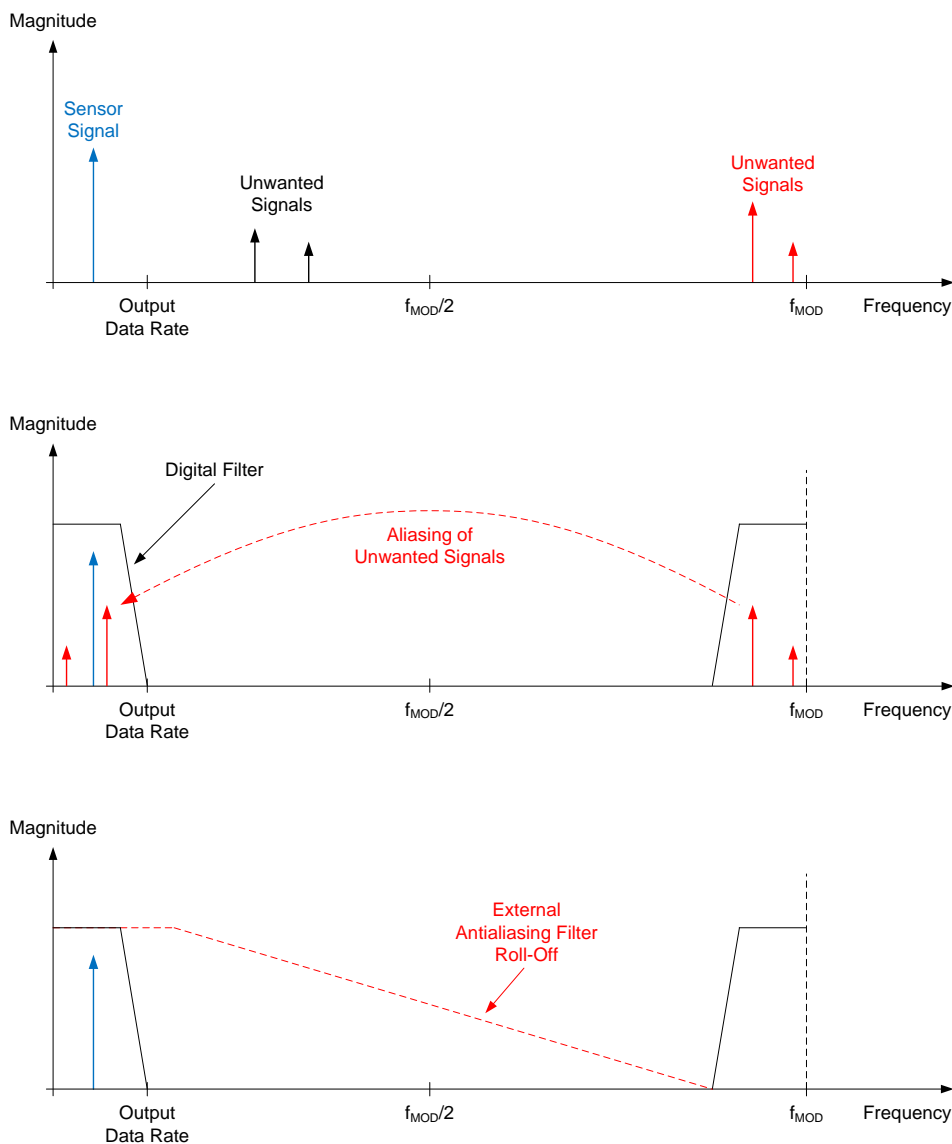 Magnitude
Sensor
Signal
Unwanted
Signals
Unwanted
Signals
Output
Data Rate
fMOD/2
fMOD
Frequency
Magnitude
Digital Filter
Aliasing of
Unwanted Signals
Output
Data Rate
fMOD/2
fMOD
Frequency
Magnitude
External
Antialiasing Filter
Roll-Off
Output
Data Rate
fMOD/2
fMOD
Frequency